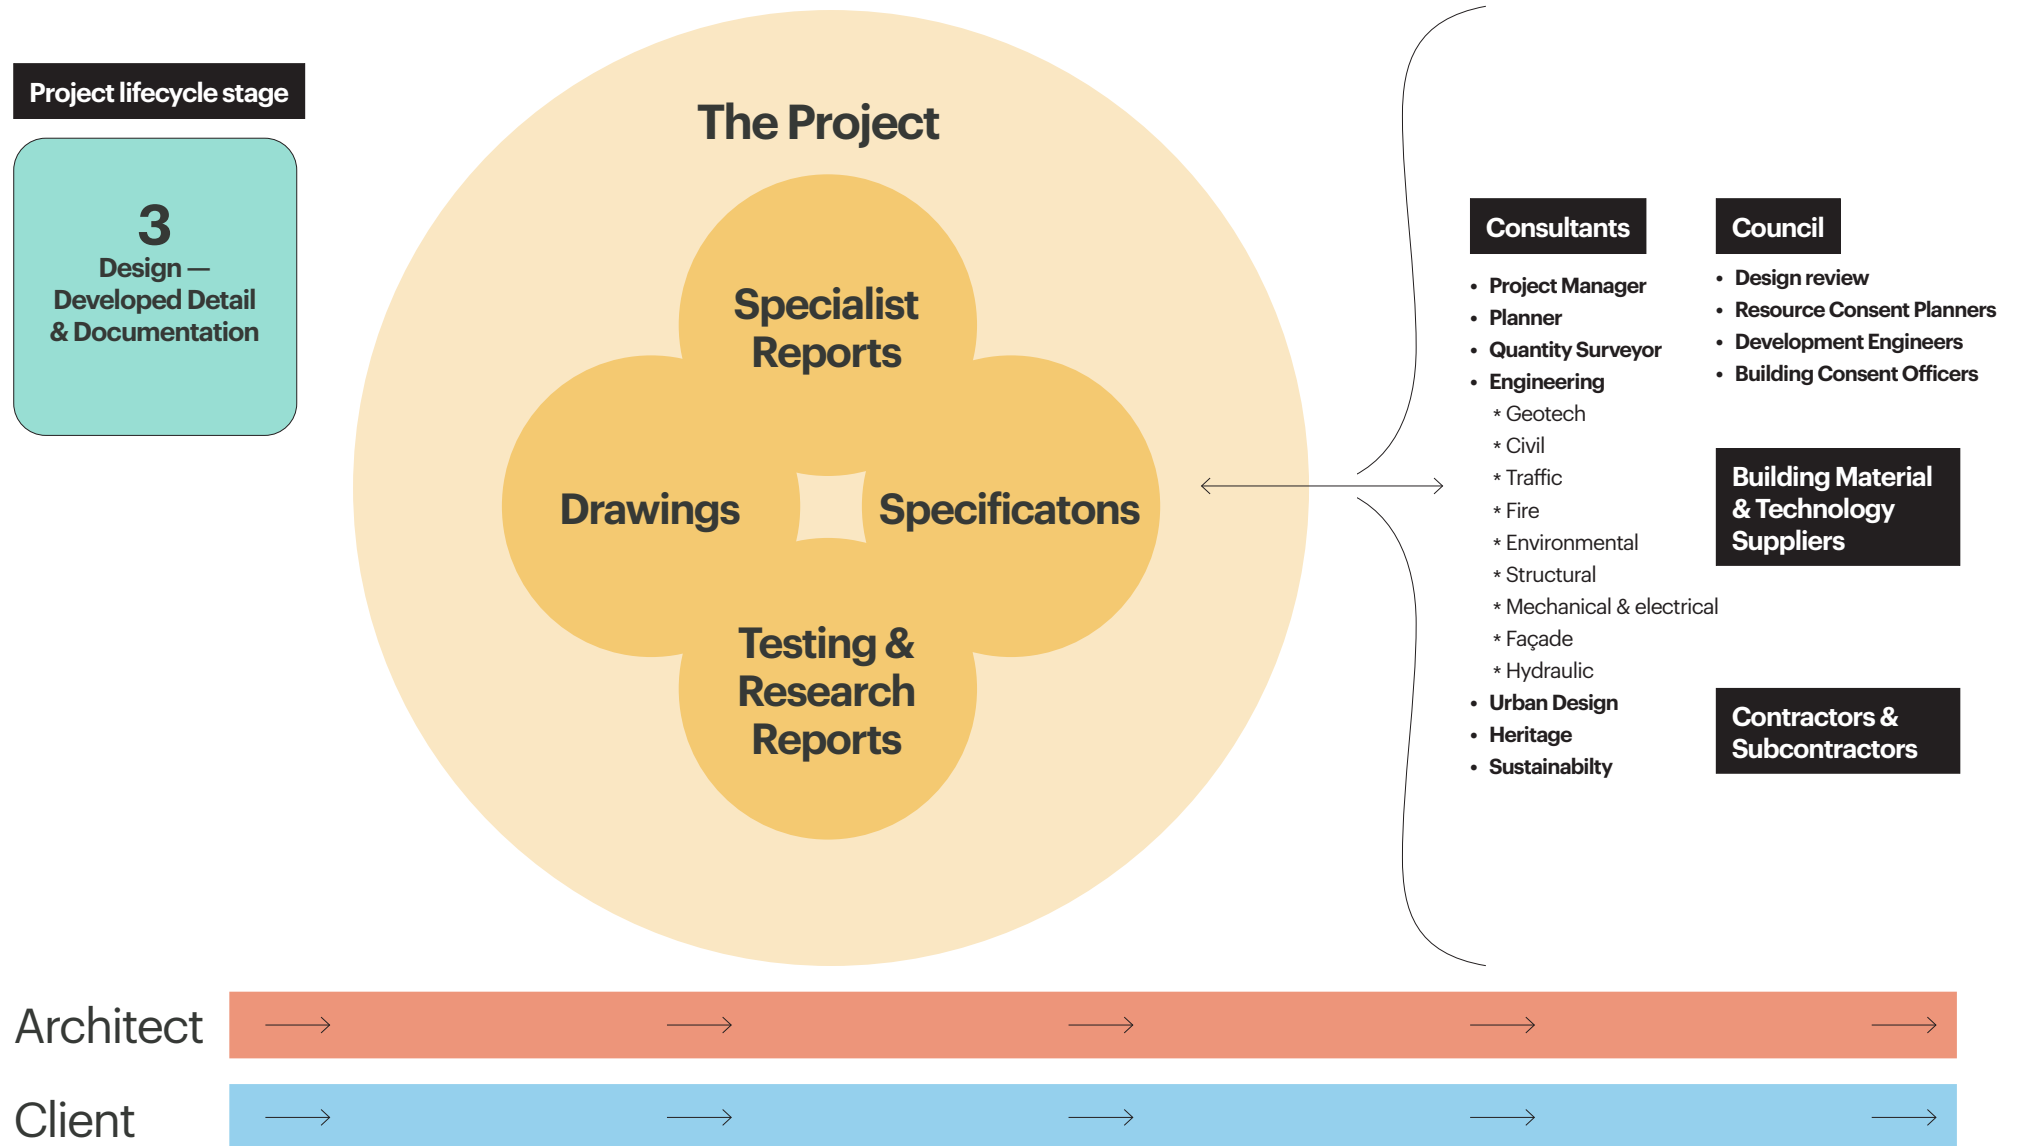 Project lifecycle stage
3
Design —
Developed Detail
& Documentation
The Project
Specialist
Reports
Drawings
Specificatons
Testing &
Research
Reports
Consultants
• Project Manager
• Planner
• Quantity Surveyor
• Engineering
* Geotech
* Civil
* Traffic
* Fire
* Environmental
* Structural
* Mechanical & electrical
* Façade
* Hydraulic
• Urban Design
• Heritage
• Sustainabilty
Council
• Design review
• Resource Consent Planners
• Development Engineers
• Building Consent Officers
Building Material
& Technology
Suppliers
Contractors &
Subcontractors
Architect
Client